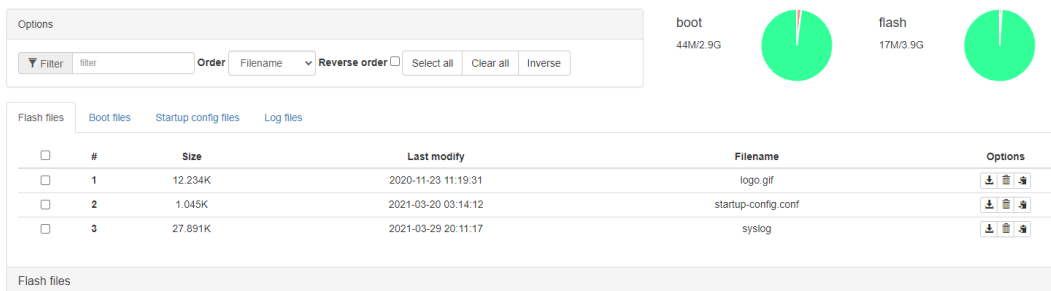 Options
boot
44M/2.9G
flash
17M/3.9G
Filter filter Order Filename Reverse order Select all Clear all Inverse
Flash files Boot files Startup config files Log files
# Size Last modify Filename Options
1 12.234K 2020-11-23 11:19:31 logo.gif
2 1.045K 2021-03-20 03:14:12 startup-config.conf
3 27.891K 2021-03-29 20:11:17 syslog
Flash files